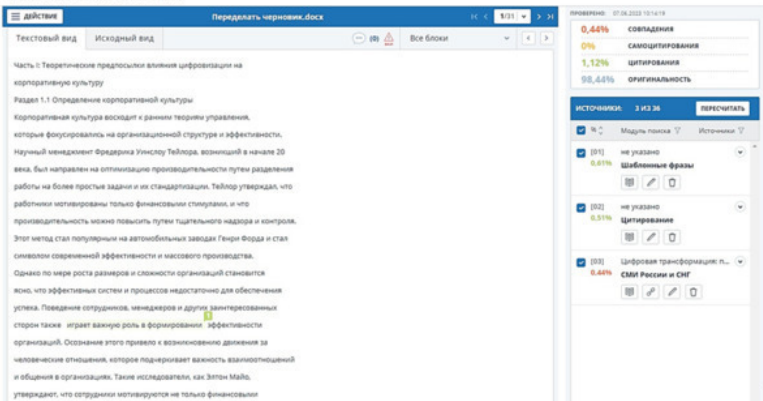 ДЕЙСТВИЕ
Переделать черновик.docx
1/31
Текстовый вид
Исходный вид
(0)
Все блоки
Часть I: Теоретические предпосылки влияния цифровизации на
корпоративную культуру
Раздел 1.1 Определение корпоративной культуры
Корпоративная культура восходит к ранним теориям управления,
которые фокусировались на организационной структуре и эффективности.
Научный менеджмент Фредерика Уинслоу Тейлора, возникший в начале 20
века, был направлен на оптимизацию производительности путем разделения
работы на более простые задачи и их стандартизации. Тейлор утверждал, что
работники мотивированы только финансовыми стимулами, и что
производительность можно повысить путем тщательного надзора и контроля.
Этот метод стал популярным на автомобильных заводах Генри Форда и стал
символом современной эффективности и массового производства.
Однако по мере роста размеров и сложности организаций становится
ясно, что эффективных систем и процессов недостаточно для обеспечения
успеха. Поведение сотрудников, менеджеров и других заинтересованных
сторон также играет важную роль в формировании эффективности
организаций. Осознание этого привело к возникновению движения за
человеческие отношения, которое подчеркивает важность взаимоотношений
и общения в организациях. Такие исследователи, как Элтон Майо,
утверждают, что сотрудники мотивируются не только финансовыми
ПРОВЕРЕНО: 07.06.2023 10:14:19
0,44% СОВПАДЕНИЯ
0% САМОЦИТИРОВАНИЯ
1,12% ЦИТИРОВАНИЯ
98,44% ОРИГИНАЛЬНОСТЬ
ИСТОЧНИКИ: 3 ИЗ 36
ПЕРЕСЧИТАТЬ
% Модуль поиска Источники
[01] не указано
0,61% Шаблонные фразы
[02] не указано
0,51% Цитирование
[03] Цифровая трансформация: п...
0,44% СМИ России и СНГ